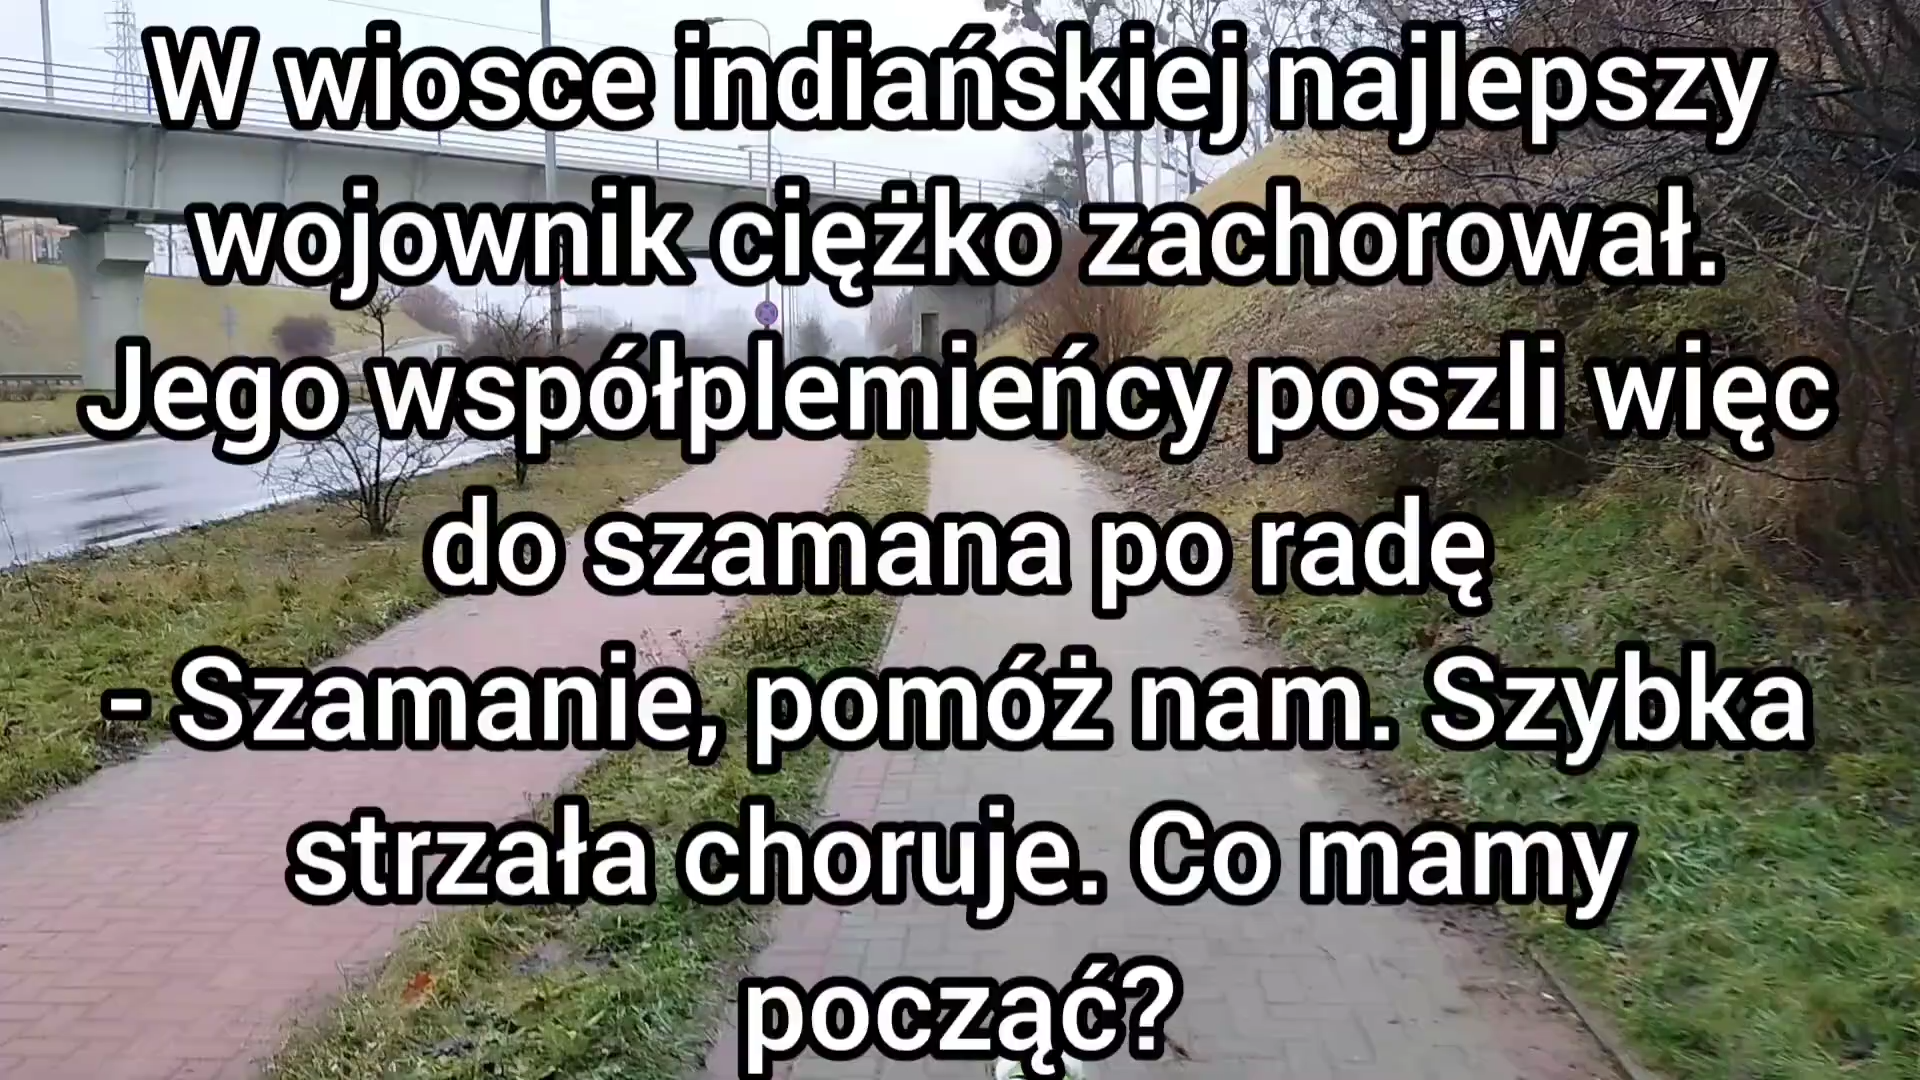 W wiosce indiańskiej najlepszy
wojownik ciężko zachorował.
Jego współplemieńcy poszli więc
do szamana po radę
- Szamanie, pomóż nam. Szybka
strzała choruje. Co mamy
począć?